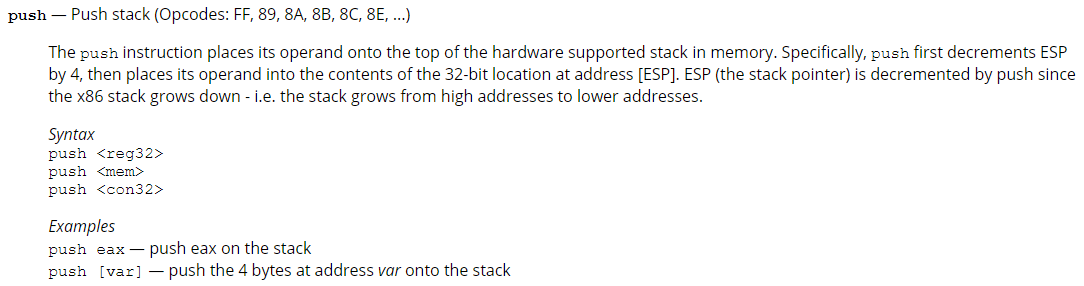 push — Push stack (Opcodes: FF, 89, 8A, 8B, 8C, 8E, ...)
The push instruction places its operand onto the top of the hardware supported stack in memory. Specifically, push first decrements ESP
by 4, then places its operand into the contents of the 32-bit location at address [ESP]. ESP (the stack pointer) is decremented by push since
the x86 stack grows down - i.e. the stack grows from high addresses to lower addresses.
Syntax
push <reg32>
push <mem>
push <con32>
Examples
push eax — push eax on the stack
push [var] — push the 4 bytes at address var onto the stack